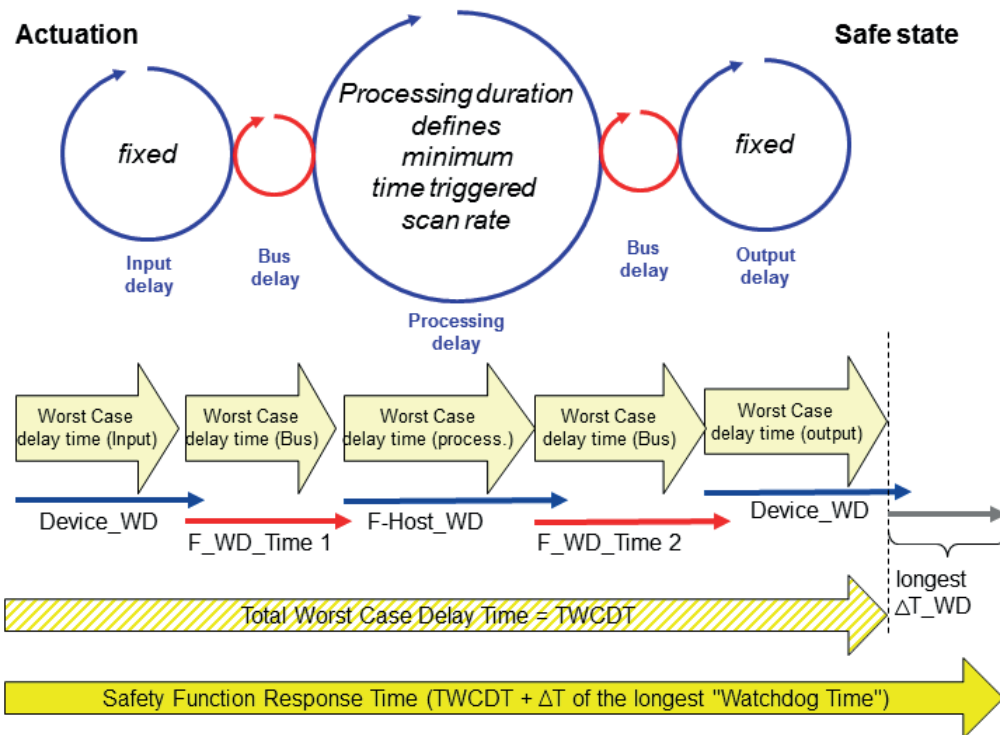 Actuation
Safe state
fixed
Processing duration
defines
minimum
time triggered
scan rate
fixed
Input
delay
Bus
delay
Processing
delay
Bus
delay
Output
delay
Worst Case
delay time (Input)
Worst Case
delay time (Bus)
Worst Case
delay time (process.)
Worst Case
delay time (Bus)
Worst Case
delay time (output)
Device_WD
F_WD_Time 1
F-Host_WD
F_WD_Time 2
Device_WD
longest
ΔT_WD
Total Worst Case Delay Time = TWCDT
Safety Function Response Time (TWCDT + ΔT of the longest "Watchdog Time")